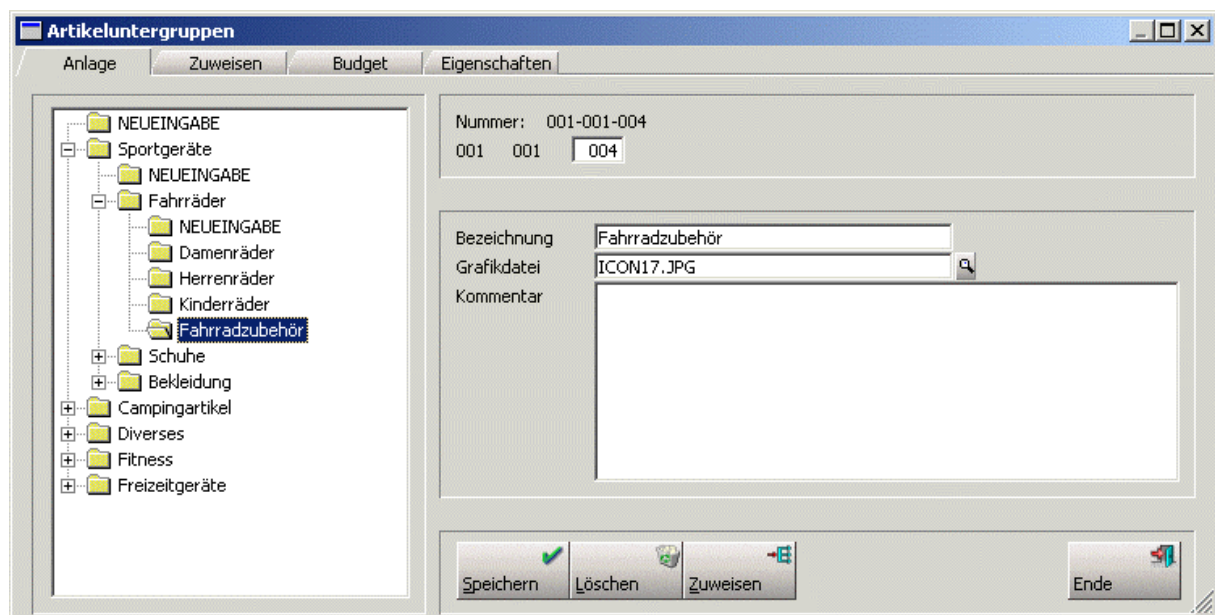 Artikeluntergruppen
Anlage Zuweisen Budget Eigenschaften
NEUEINGABE
Sportgeräte
NEUEINGABE
Fahrräder
NEUEINGABE
Damenräder
Herrenräder
Kinderräder
Fahrradzubehör
Schuhe
Bekleidung
Campingartikel
Diverses
Fitness
Freizeitgeräte
Nummer: 001-001-004
001 001 004
Bezeichnung Fahrradzubehör
Grafikdatei ICON17.JPG
Kommentar
Speichern Löschen Zuweisen Ende